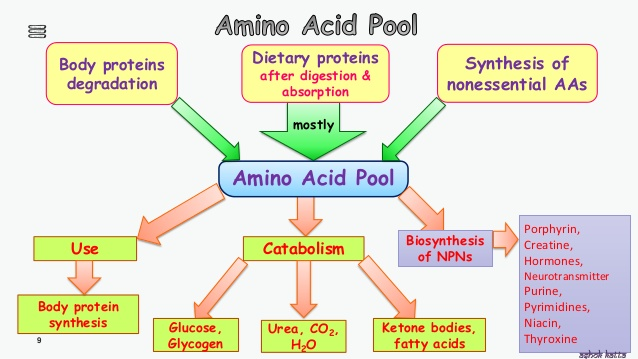 Amino Acid Pool
Body proteins
degradation
Dietary proteins
after digestion &
absorption
Synthesis of
nonessential AAs
mostly
Amino Acid Pool
Use
Catabolism
Biosynthesis
of NPNs
Porphyrin,
Creatine,
Hormones,
Neurotransmitter
Purine,
Pyrimidines,
Niacin,
Thyroxine
Body protein
synthesis
Glucose,
Glycogen
Urea, CO₂,
H₂O
Ketone bodies,
fatty acids
9
ashok katta